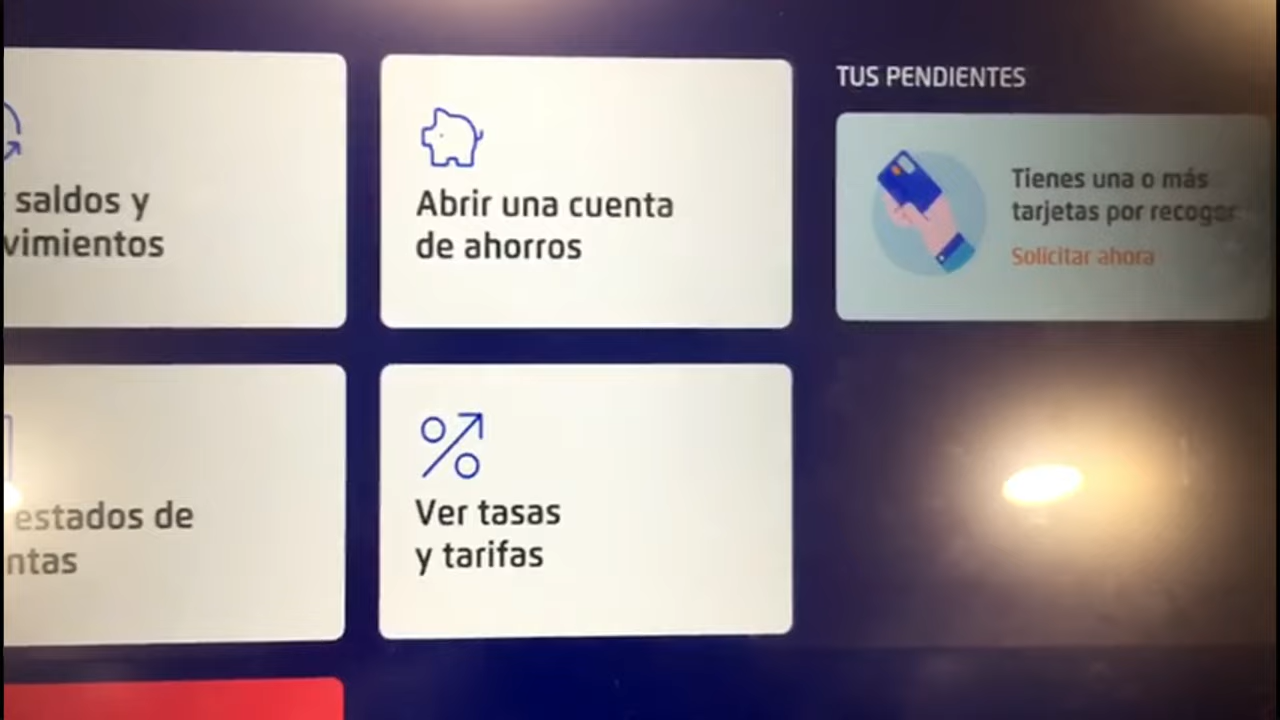 saldos y
vimientos
Abrir una cuenta
de ahorros
TUS PENDIENTES
Tienes una o más
tarjetas por recoger
Solicitar ahora
estados de
ntas
Ver tasas
y tarifas